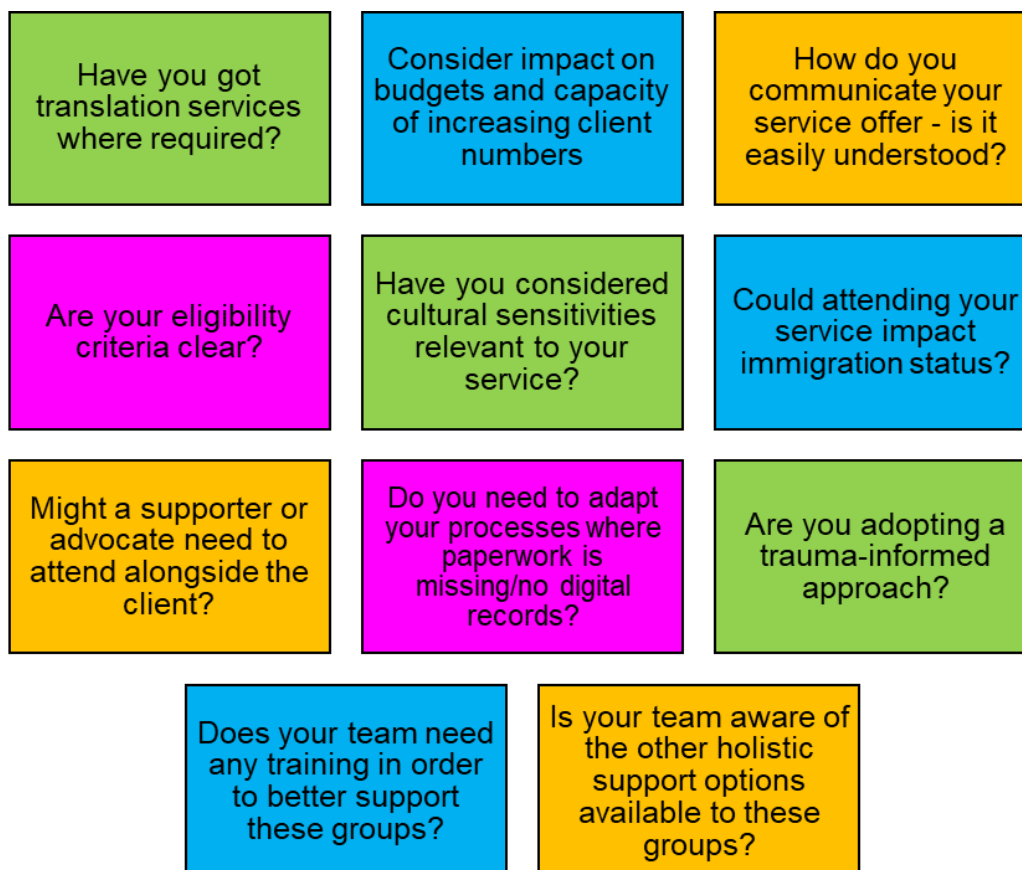 Have you got
translation services
where required?
Consider impact on
budgets and capacity
of increasing client
numbers
How do you
communicate your
service offer - is it
easily understood?
Are your eligibility
criteria clear?
Have you considered
cultural sensitivities
relevant to your
service?
Could attending your
service impact
immigration status?
Might a supporter or
advocate need to
attend alongside the
client?
Do you need to adapt
your processes where
paperwork is
missing/no digital
records?
Are you adopting a
trauma-informed
approach?
Does your team need
any training in order
to better support
these groups?
Is your team aware of
the other holistic
support options
available to these
groups?